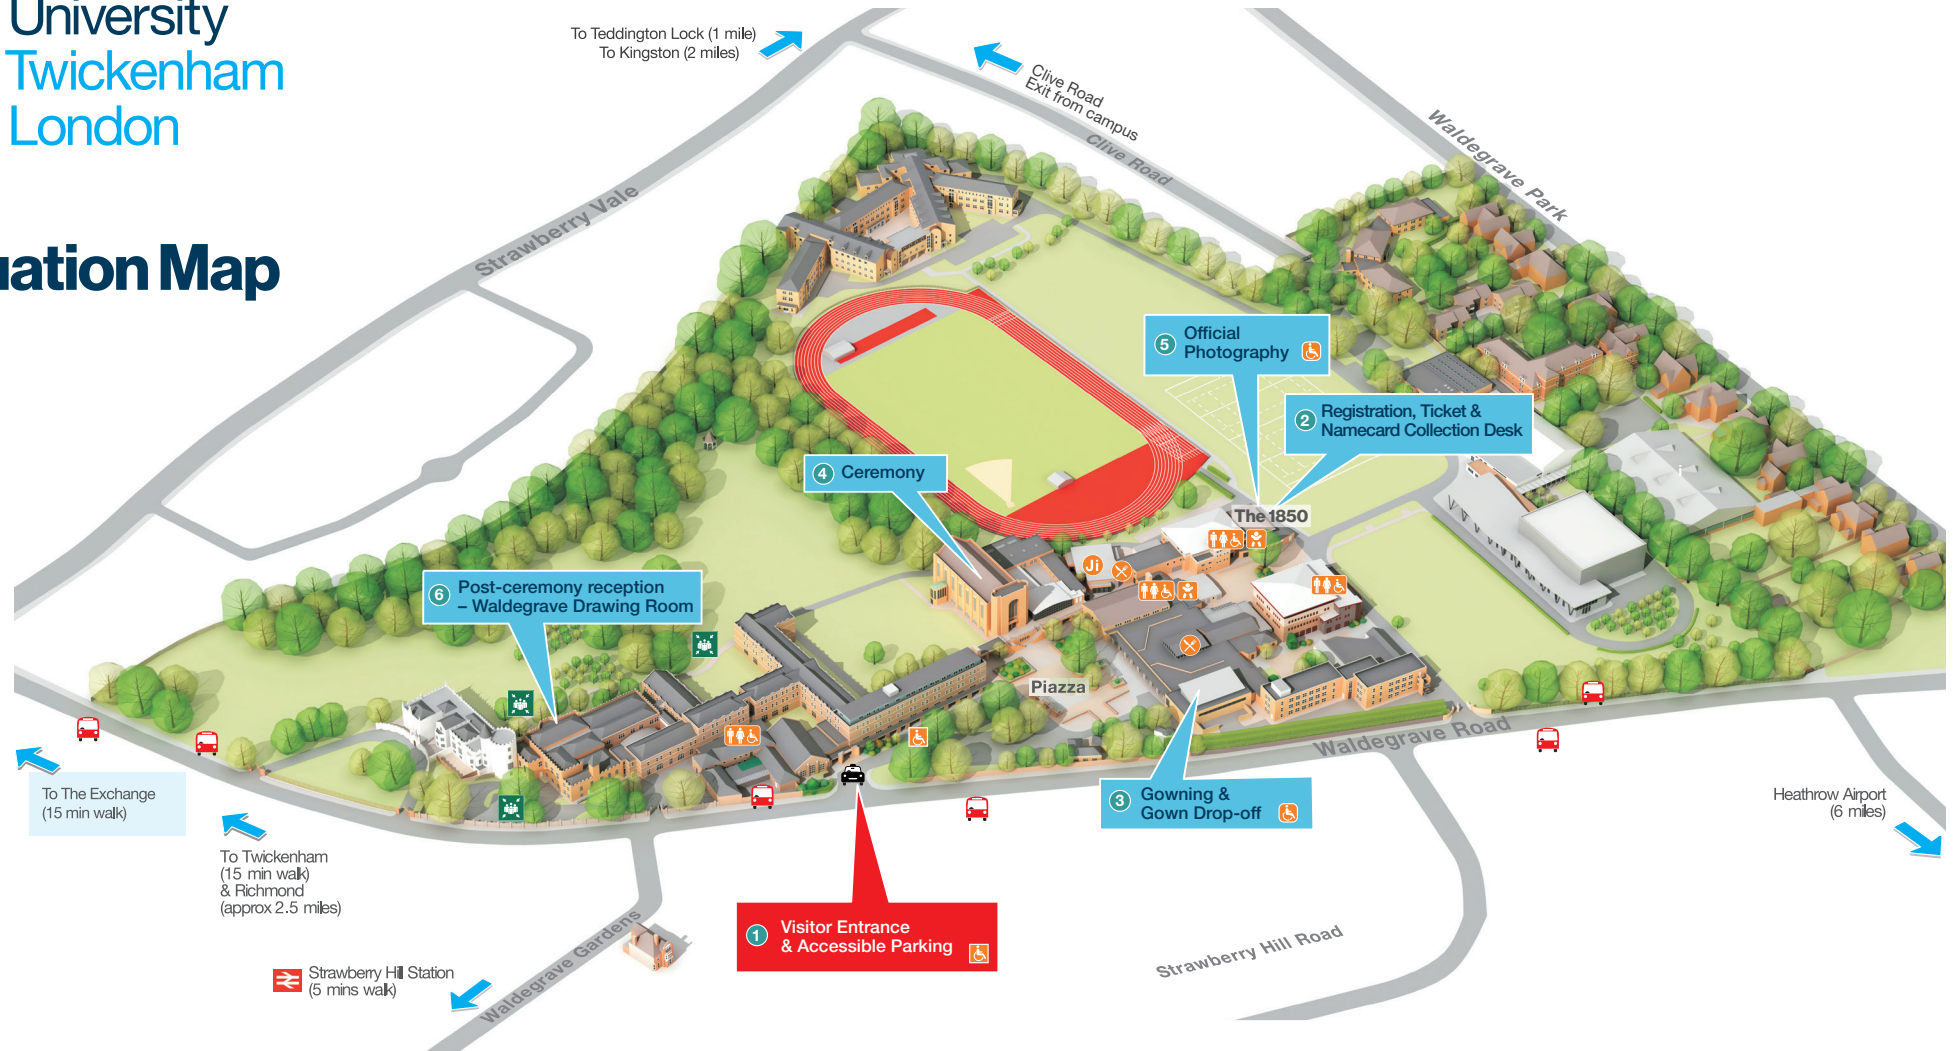 University
Twickenham
London
uation Map
To Teddington Lock (1 mile)
To Kingston (2 miles)
Clive Road
Exit from campus
Clive Road
Waldegrave Park
Strawberry Vale
5 Official
Photography
2 Registration, Ticket &
Namecard Collection Desk
4 Ceremony
The 1850
Ji
6 Post-ceremony reception
– Waldegrave Drawing Room
Piazza
Waldegrave Road
To The Exchange
(15 min walk)
3 Gowning &
Gown Drop-off
Heathrow Airport
(6 miles)
To Twickenham
(15 min walk)
& Richmond
(approx 2.5 miles)
1 Visitor Entrance
& Accessible Parking
Strawberry Hill Road
Strawberry Hill Station
(5 mins walk)
Waldegrave Gardens